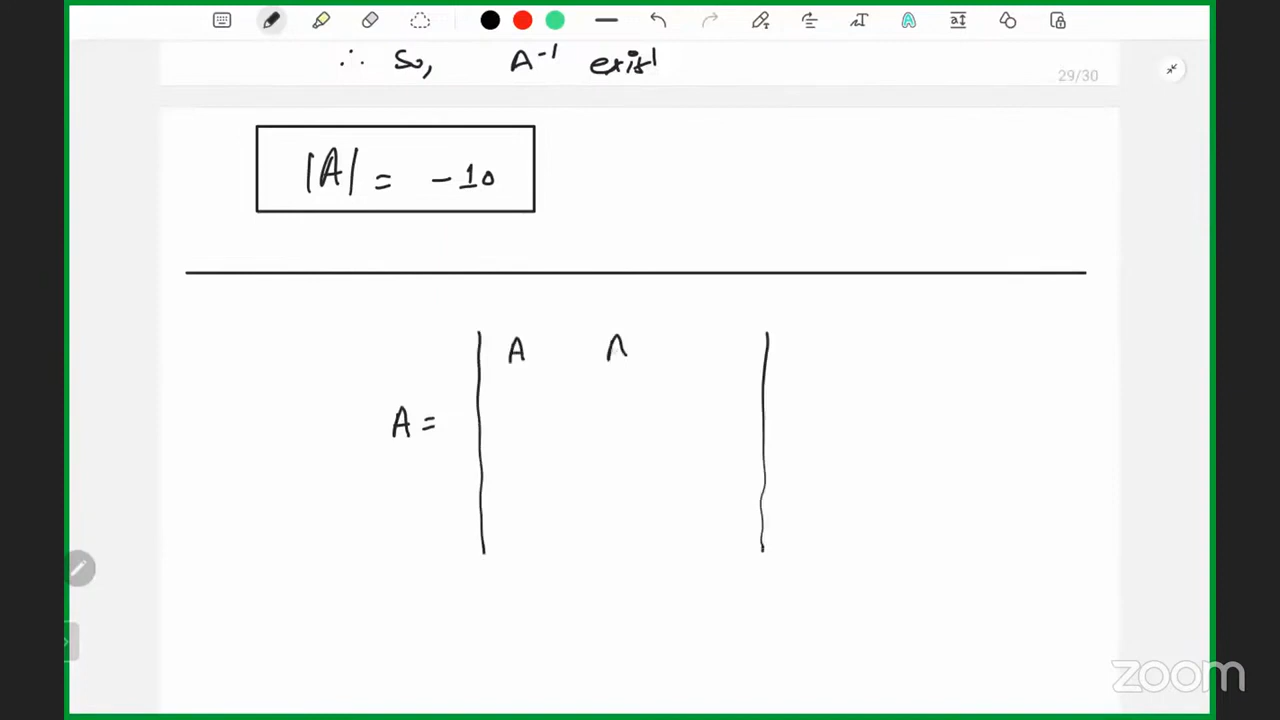 ∴ So, A⁻¹ exist
29/30
|A| = -10
A
A =
zoom